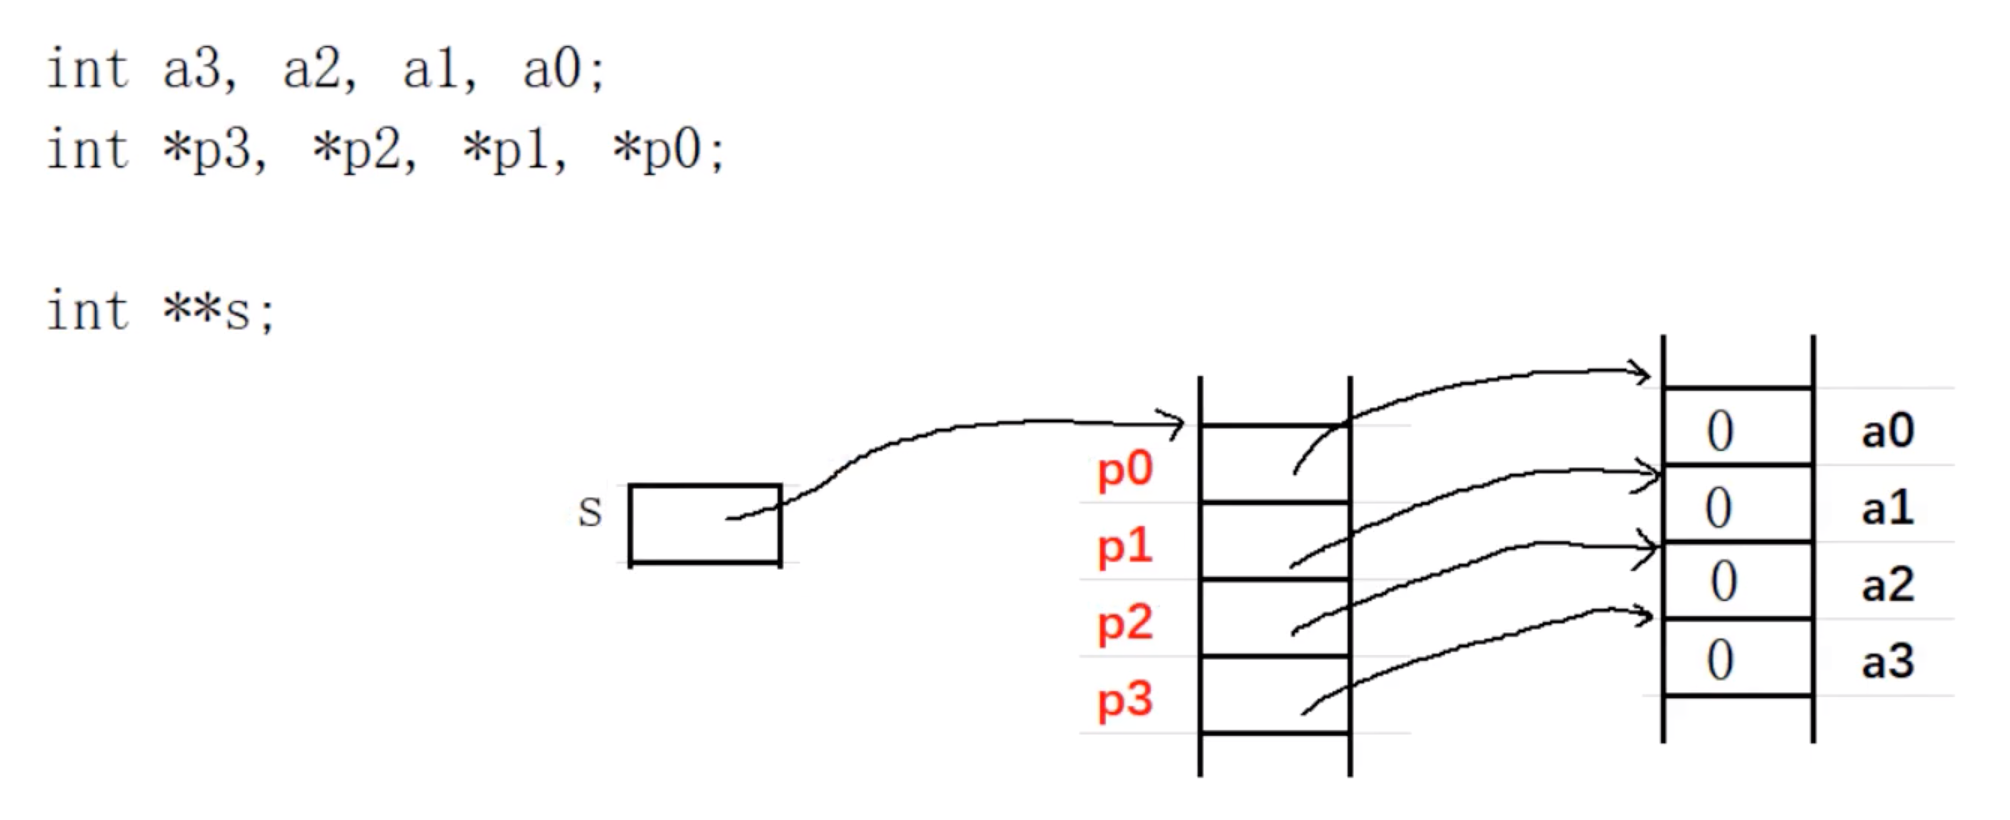 int a3, a2, a1, a0;
int *p3, *p2, *p1, *p0;
int **s;
s
p0
p1
p2
p3
0 a0
0 a1
0 a2
0 a3